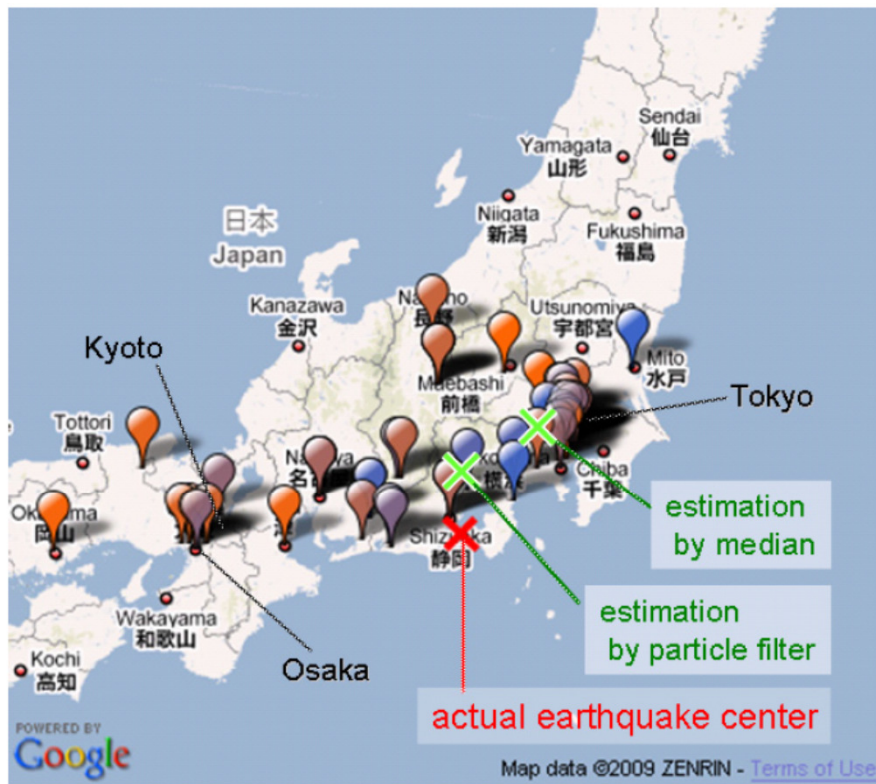 Sendai
仙台
Yamagata
山形
Niigata
新潟
Fukushima
福島
日本
Japan
Kanazawa
金沢
Utsunomiya
宇都宮
Kyoto
Mito
水戸
Maebashi
前橋
Tokyo
Tottori
鳥取
Chiba
千葉
岡山
Shizuoka
静岡
estimation
by median
Wakayama
和歌山
estimation
by particle filter
Osaka
Kochi
高知
actual earthquake center
POWERED BY
Google
Map data ©2009 ZENRIN - Terms of Use